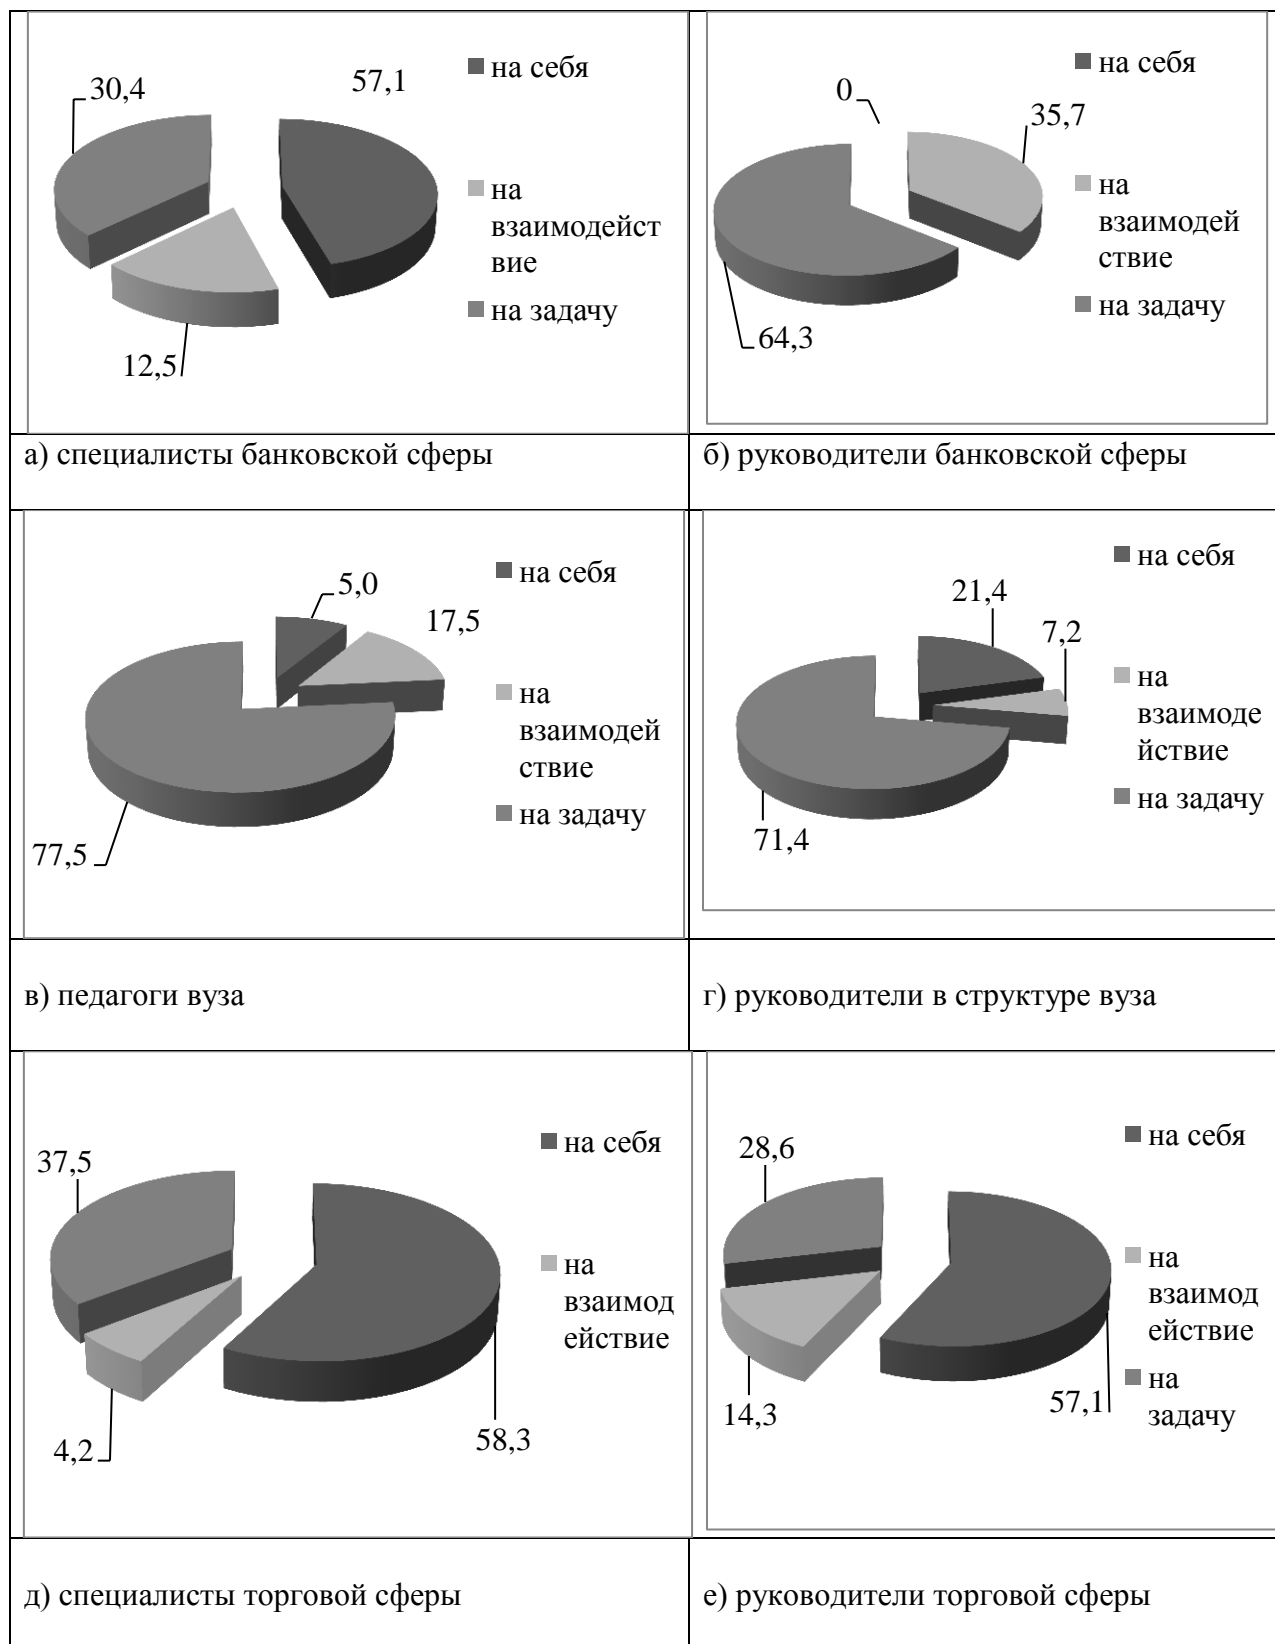 30,4
57,1
12,5
на себя
на
взаимодейст
вие
на задачу
0
35,7
64,3
на себя
на
взаимодей
ствие
на задачу
а) специалисты банковской сферы
б) руководители банковской сферы
5,0
17,5
77,5
на себя
на
взаимодей
ствие
на задачу
21,4
7,2
71,4
на себя
на
взаимоде
йствие
на задачу
в) педагоги вуза
г) руководители в структуре вуза
37,5
4,2
58,3
на себя
на
взаимод
ействие
28,6
14,3
57,1
на себя
на
взаимод
ействие
на
задачу
д) специалисты торговой сферы
е) руководители торговой сферы